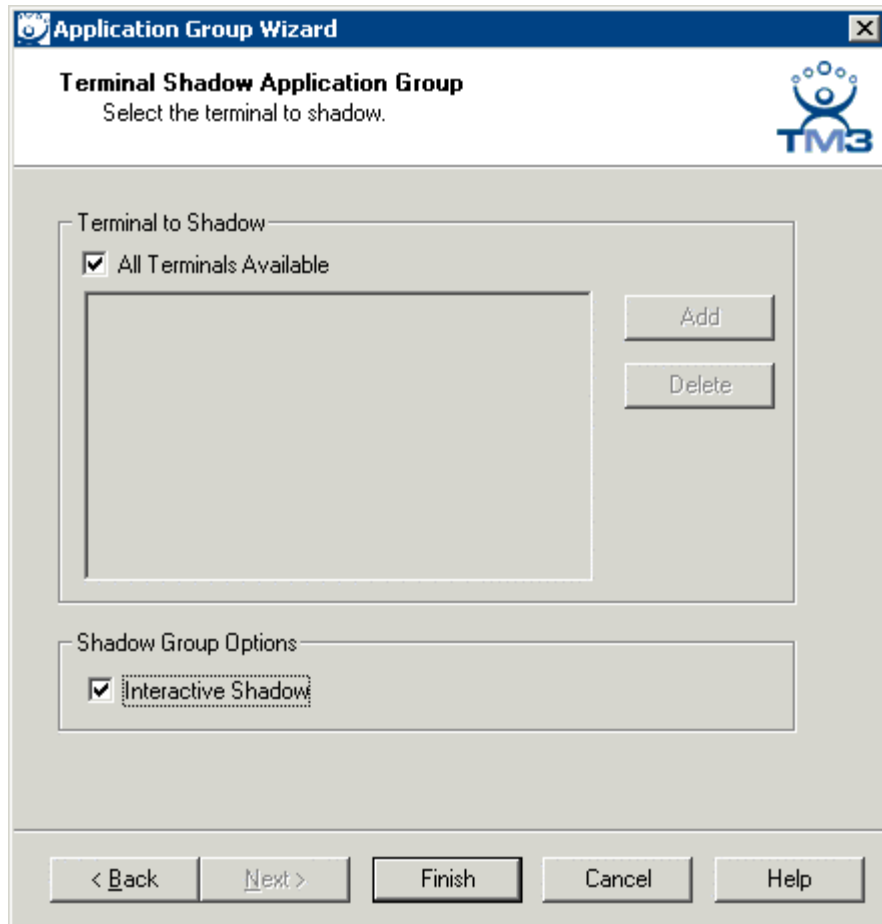 Application Group Wizard
Terminal Shadow Application Group
Select the terminal to shadow.
TM3
Terminal to Shadow
All Terminals Available
Add
Delete
Shadow Group Options
Interactive Shadow
< Back
Next >
Finish
Cancel
Help